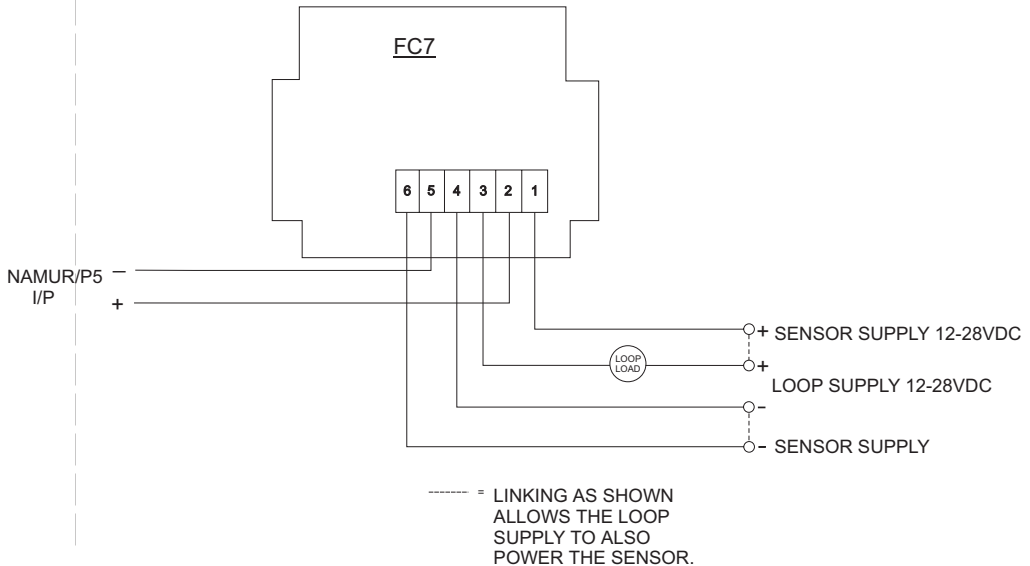 FC7
6 5 4 3 2 1
NAMUR/P5 −
I/P +
+ SENSOR SUPPLY 12-28VDC
LOOP
LOAD
+
LOOP SUPPLY 12-28VDC
-
- SENSOR SUPPLY
------- = LINKING AS SHOWN
ALLOWS THE LOOP
SUPPLY TO ALSO
POWER THE SENSOR.